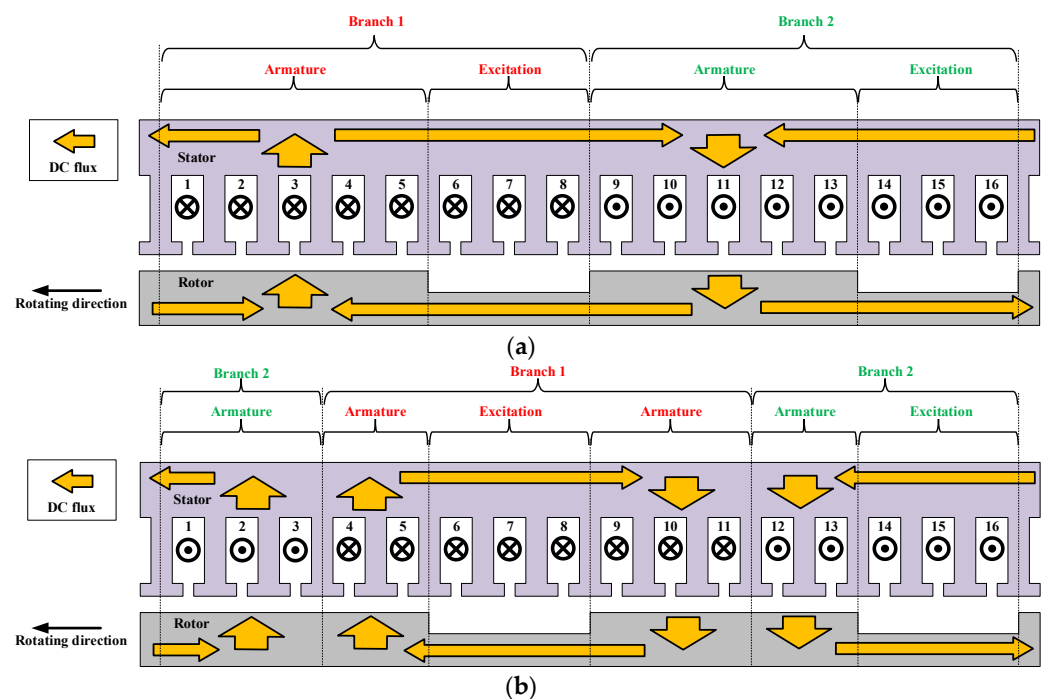 Branch 1 Branch 2
Armature Excitation Armature Excitation
DC flux
Stator
1 2 3 4 5 6 7 8 9 10 11 12 13 14 15 16
Rotor
Rotating direction
(a)
Branch 2 Branch 1 Branch 2
Armature Armature Excitation Armature Armature Excitation
DC flux
Stator
1 2 3 4 5 6 7 8 9 10 11 12 13 14 15 16
Rotor
Rotating direction
(b)